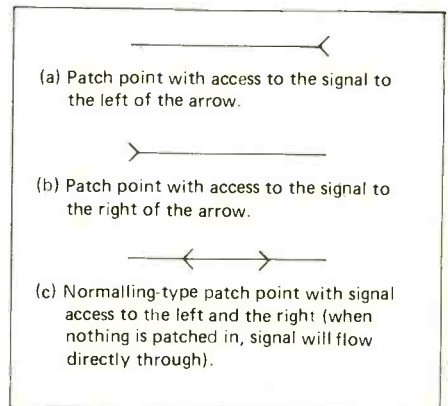 (a) Patch point with access to the signal to
the left of the arrow.
(b) Patch point with access to the signal to
the right of the arrow.
(c) Normalling-type patch point with signal
access to the left and the right (when
nothing is patched in, signal will flow
directly through).